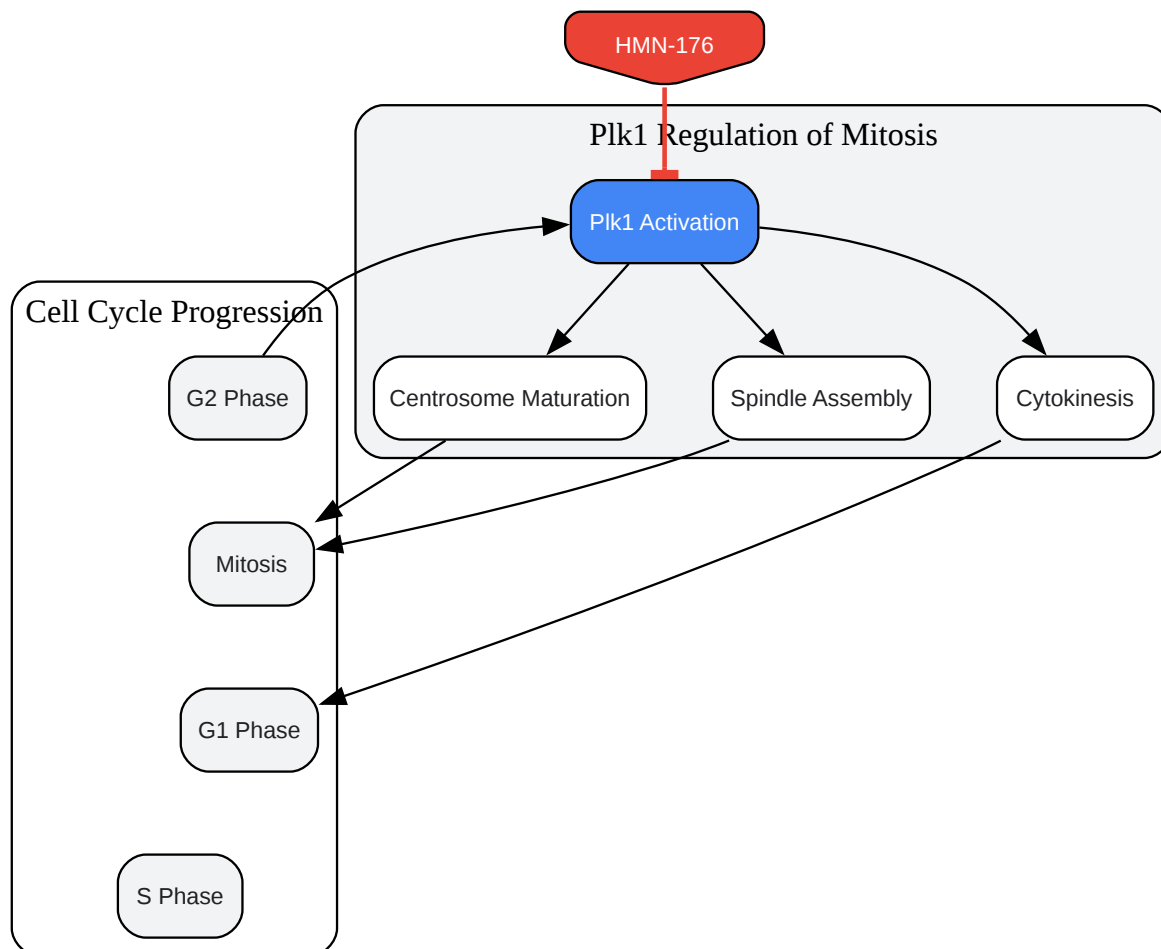 HMN-176
Plk1 Regulation of Mitosis
Plk1 Activation
Cell Cycle Progression
G2 Phase
Centrosome Maturation
Spindle Assembly
Cytokinesis
Mitosis
G1 Phase
S Phase